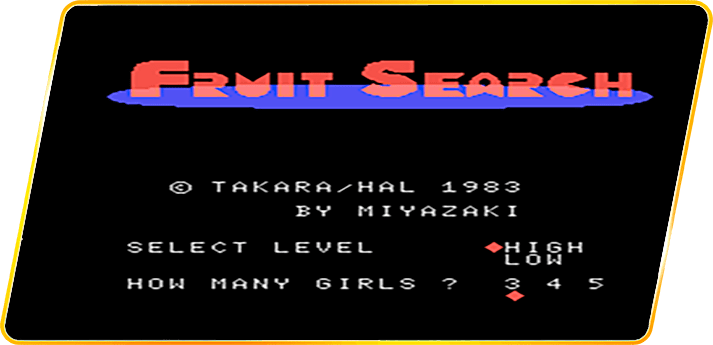 FRUIT SEARCH
© TAKARA/HAL 1983
BY MIYAZAKI
SELECT LEVEL ◆HIGH
LOW
HOW MANY GIRLS ? 3 4 5